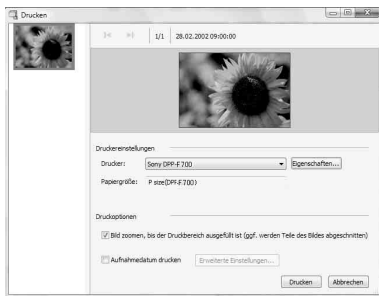 Drucken
1/1 28.02.2002 09:00:00
Druckereinstellungen
Drucker: Sony DPP-F700 Eigenschaften...
Papiergröße: P size(DPP-F700)
Druckoptionen
Bild zoomen, bis der Druckbereich ausgefüllt ist (ggf. werden Teile des Bildes abgeschnitten)
Aufnahmedatum drucken Erweiterte Einstellungen...
Drucken Abbrechen